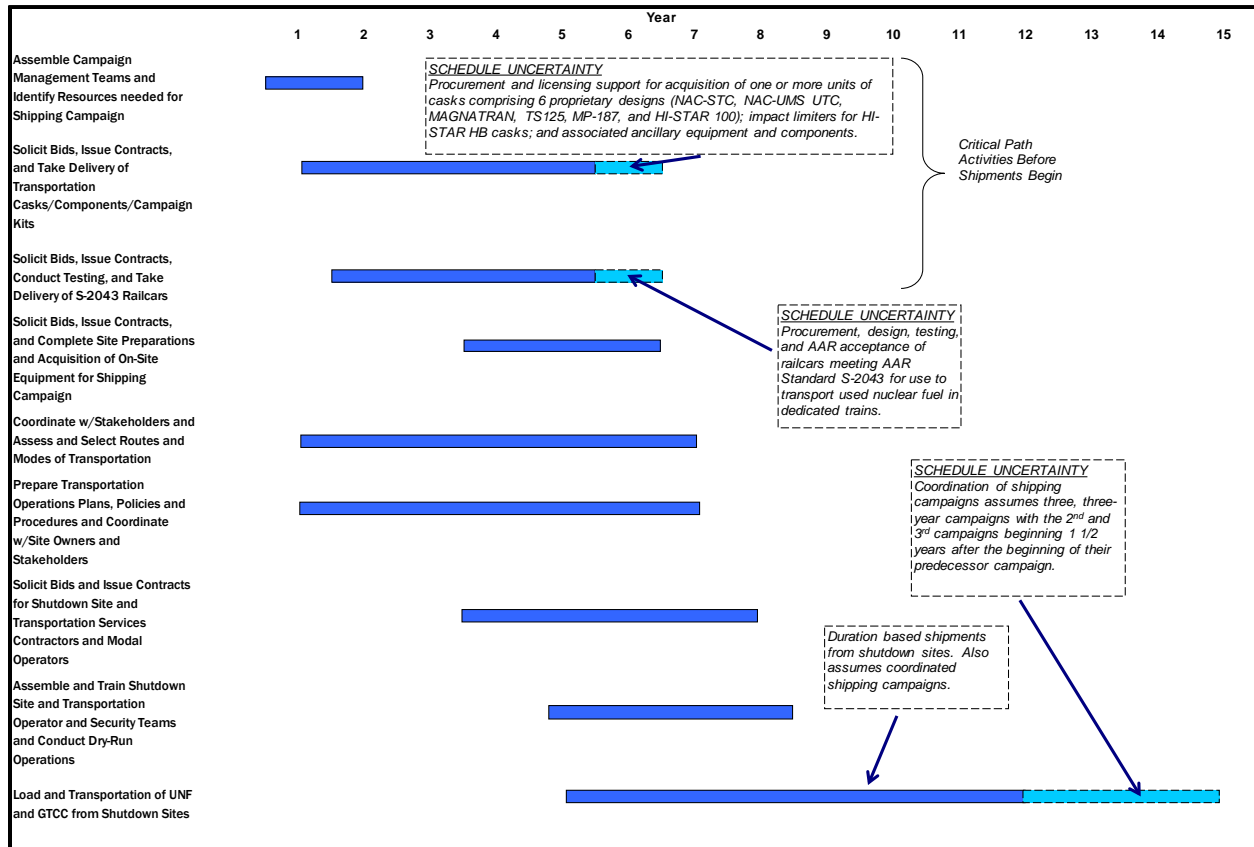 Year
1 2 3 4 5 6 7 8 9 10 11 12 13 14 15
Assemble Campaign
Management Teams and
Identify Resources needed for
Shipping Campaign
SCHEDULE UNCERTAINTY
Procurement and licensing support for acquisition of one or more units of
casks comprising 6 proprietary designs (NAC-STC, NAC-UMS UTC,
MAGNATRAN, TS125, MP-187, and HI-STAR 100); impact limiters for HI-
STAR HB casks; and associated ancillary equipment and components.
Critical Path
Activities Before
Shipments Begin
Solicit Bids, Issue Contracts,
and Take Delivery of
Transportation
Casks/Components/Campaign
Kits
Solicit Bids, Issue Contracts,
Conduct Testing, and Take
Delivery of S-2043 Railcars
SCHEDULE UNCERTAINTY
Procurement, design, testing,
and AAR acceptance of
railcars meeting AAR
Standard S-2043 for use to
transport used nuclear fuel in
dedicated trains.
Solicit Bids, Issue Contracts,
and Complete Site Preparations
and Acquisition of On-Site
Equipment for Shipping
Campaign
Coordinate w/Stakeholders and
Assess and Select Routes and
Modes of Transportation
SCHEDULE UNCERTAINTY
Coordination of shipping
campaigns assumes three, three-
year campaigns with the 2nd and
3rd campaigns beginning 1 1/2
years after the beginning of their
predecessor campaign.
Prepare Transportation
Operations Plans, Policies and
Procedures and Coordinate
w/Site Owners and
Stakeholders
Solicit Bids and Issue Contracts
for Shutdown Site and
Transportation Services
Contractors and Modal
Operators
Duration based shipments
from shutdown sites. Also
assumes coordinated
shipping campaigns.
Assemble and Train Shutdown
Site and Transportation
Operator and Security Teams
and Conduct Dry-Run
Operations
Load and Transportation of UNF
and GTCC from Shutdown Sites